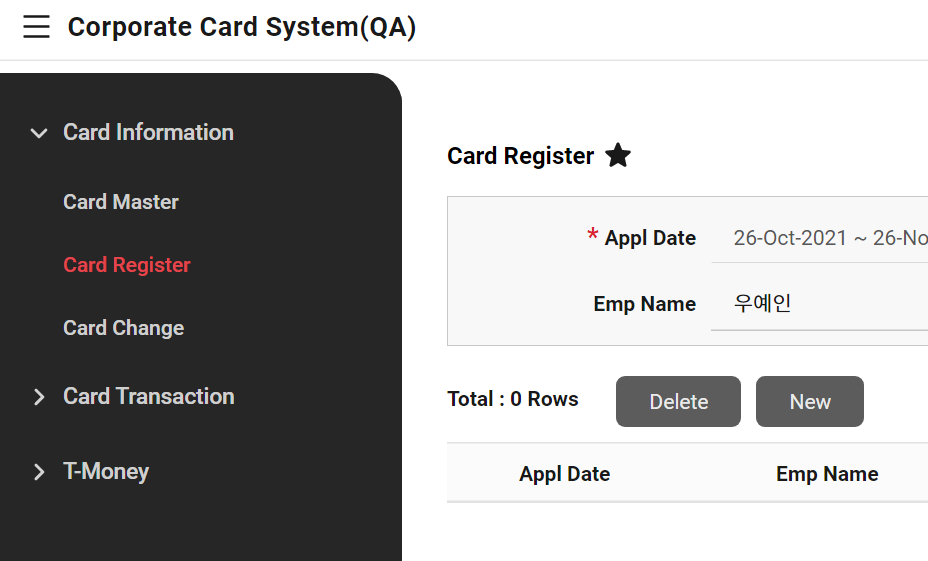 Corporate Card System(QA)
Card Information
Card Master
Card Register
Card Change
Card Transaction
T-Money
Card Register
* Appl Date 26-Oct-2021 ~ 26-No
Emp Name 우예인
Total : 0 Rows Delete New
Appl Date Emp Name